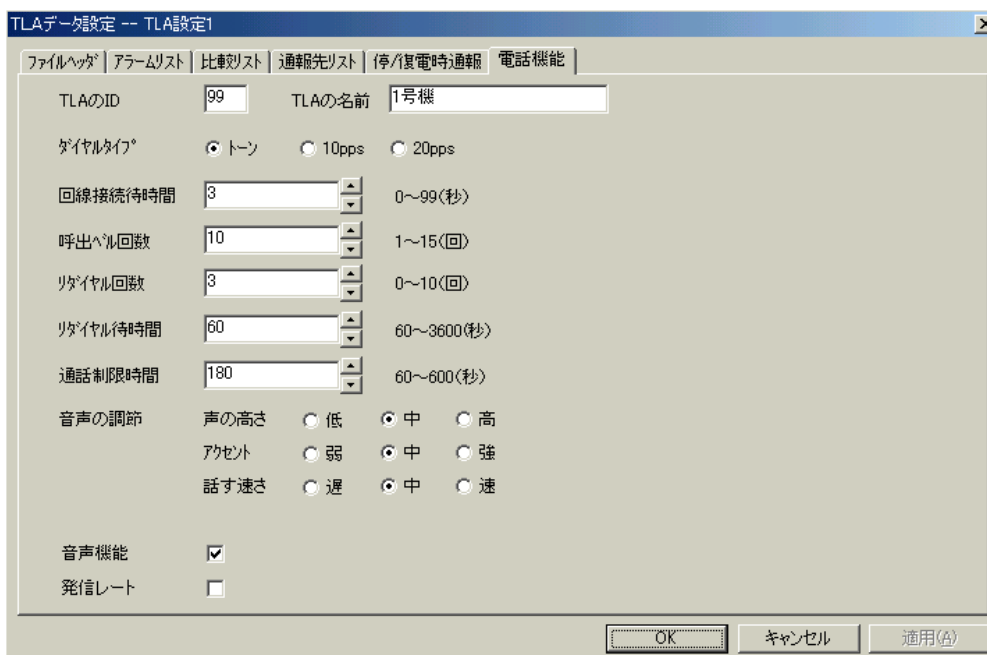 TLAデータ設定 -- TLA設定1
ﾌｧｲﾙﾍｯﾀﾞ アラームリスト 比較リスト 通報先リスト 停/復電時通報 電話機能
TLAのID 99 TLAの名前 1号機
ﾀﾞｲﾔﾙﾀｲﾌﾟ トーン 10pps 20pps
回線接続待時間 3 0～99(秒)
呼出ﾍﾞﾙ回数 10 1～15(回)
ﾘﾀﾞｲﾔﾙ回数 3 0～10(回)
ﾘﾀﾞｲﾔﾙ待時間 60 60～3600(秒)
通話制限時間 180 60～600(秒)
音声の調節 声の高さ 低 中 高
ｱｸｾﾝﾄ 弱 中 強
話す速さ 遅 中 速
音声機能
発信レート
OK キャンセル 適用(A)